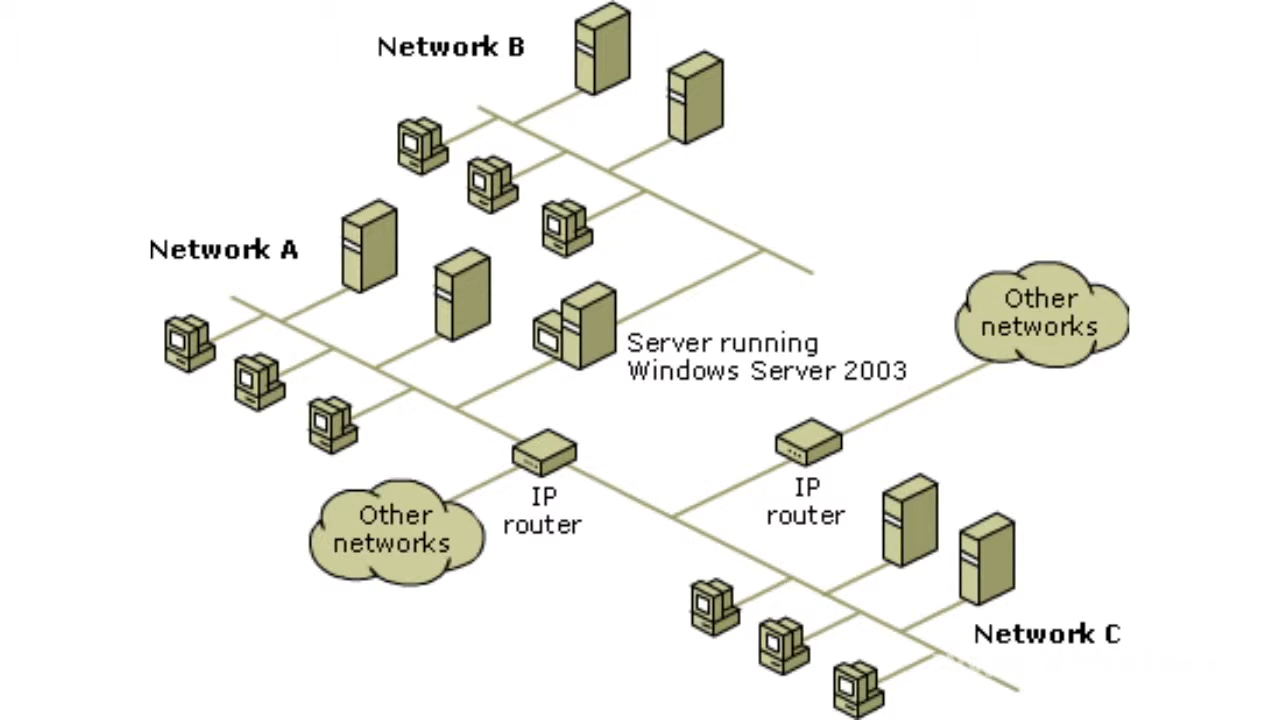 Network B
Network A
Server running
Windows Server 2003
Other
networks
IP
router
IP
router
Other
networks
Network C